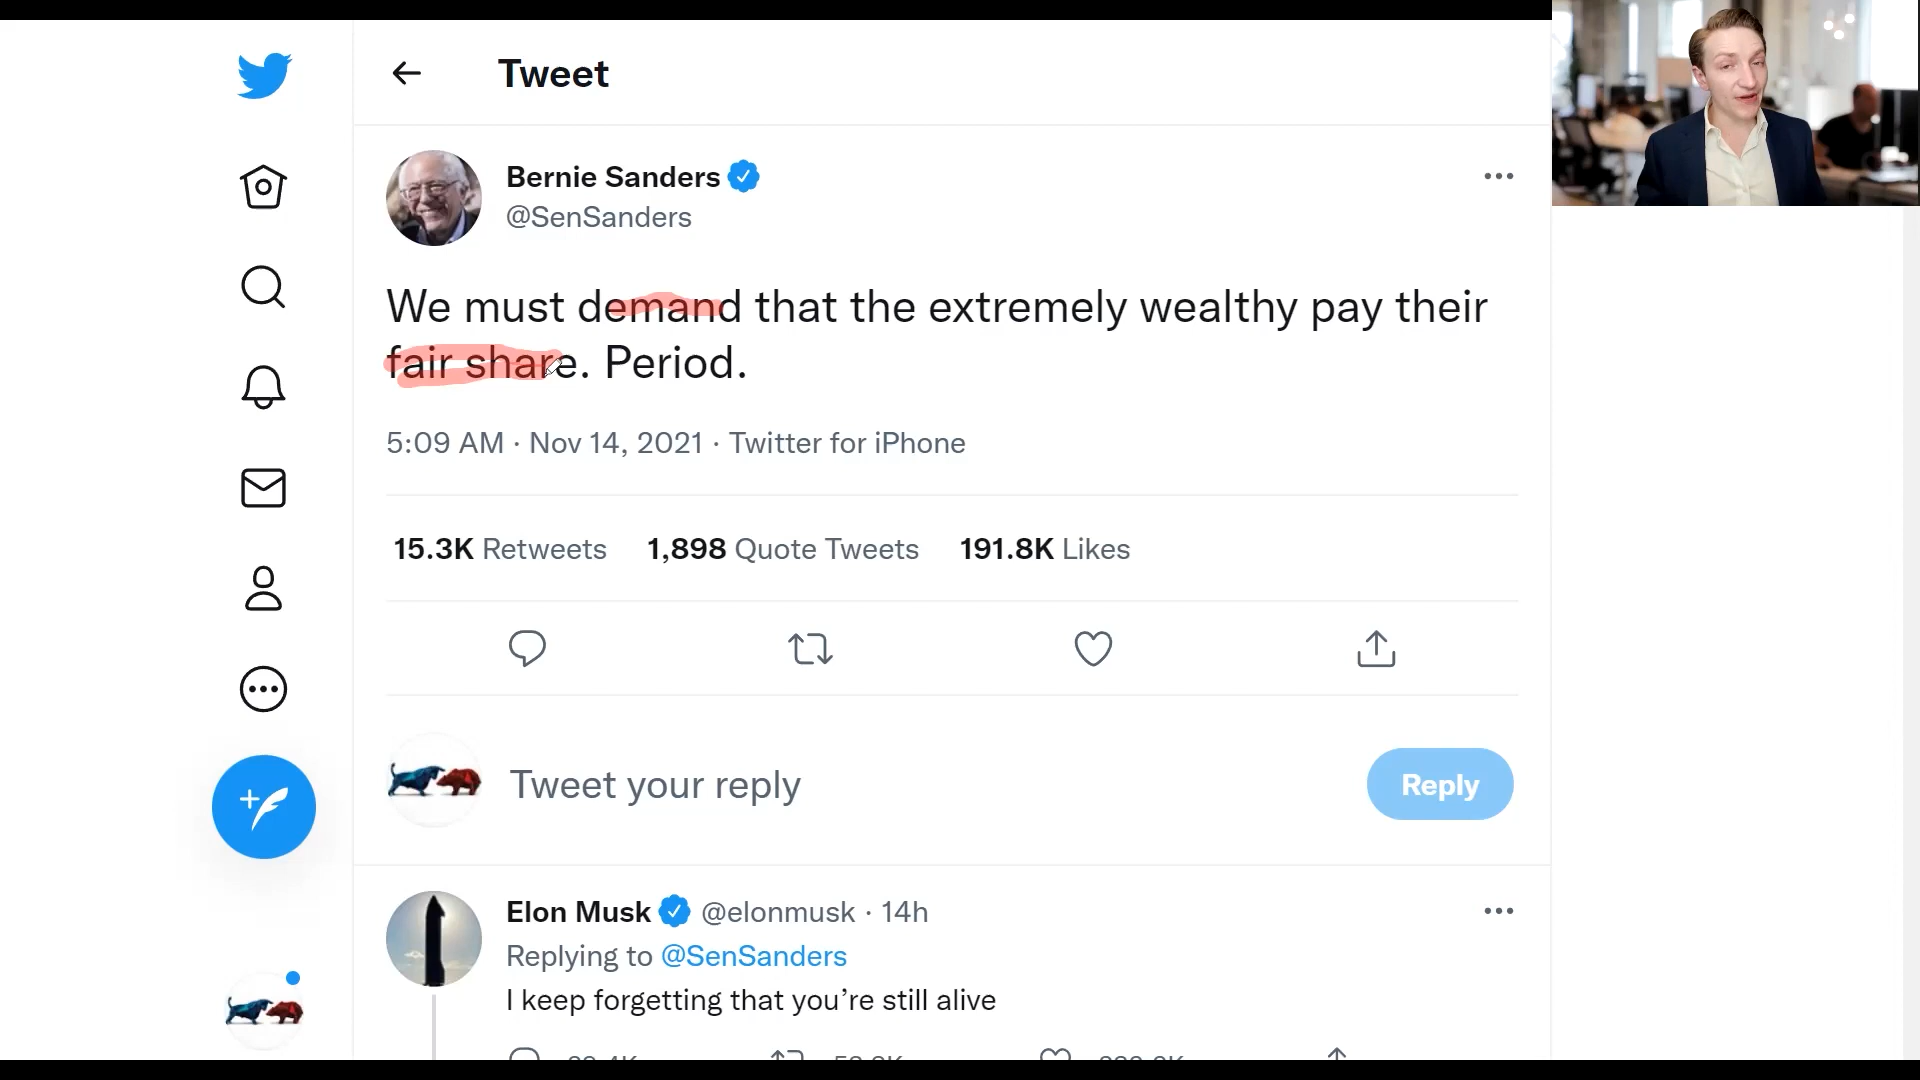 Tweet
Bernie Sanders
@SenSanders
We must demand that the extremely wealthy pay their
fair share. Period.
5:09 AM · Nov 14, 2021 · Twitter for iPhone
15.3K Retweets 1,898 Quote Tweets 191.8K Likes
Tweet your reply
Reply
Elon Musk @elonmusk · 14h
Replying to @SenSanders
I keep forgetting that you’re still alive